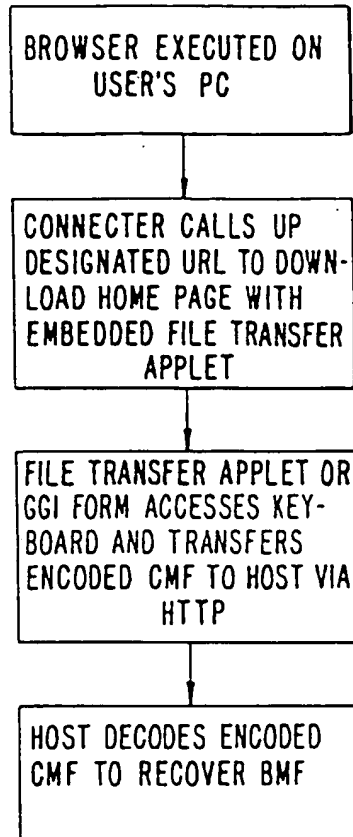 BROWSER EXECUTED ON
USER'S PC
CONNECTER CALLS UP
DESIGNATED URL TO DOWN-
LOAD HOME PAGE WITH
EMBEDDED FILE TRANSFER
APPLET
FILE TRANSFER APPLET OR
GGI FORM ACCESSES KEY-
BOARD AND TRANSFERS
ENCODED CMF TO HOST VIA
HTTP
HOST DECODES ENCODED
CMF TO RECOVER BMF